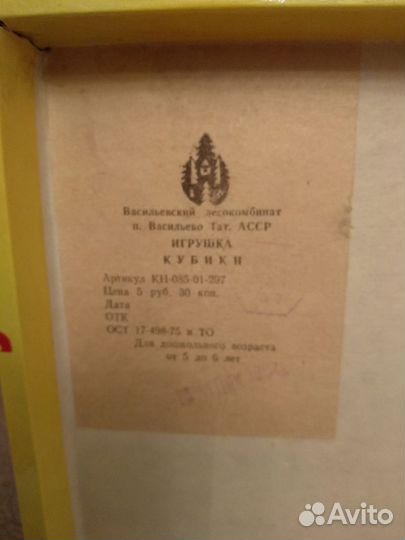 Васильевский лесокомбинат
п. Васильево Тат. АССР
ИГРУШКА
КУБИКИ
Артикул КН-085-01-297
Цена 5 руб. 30 коп.
Дата
ОТК
ОСТ 17-498-75 и ТО
Для дошкольного возраста
от 5 до 6 лет
Avito